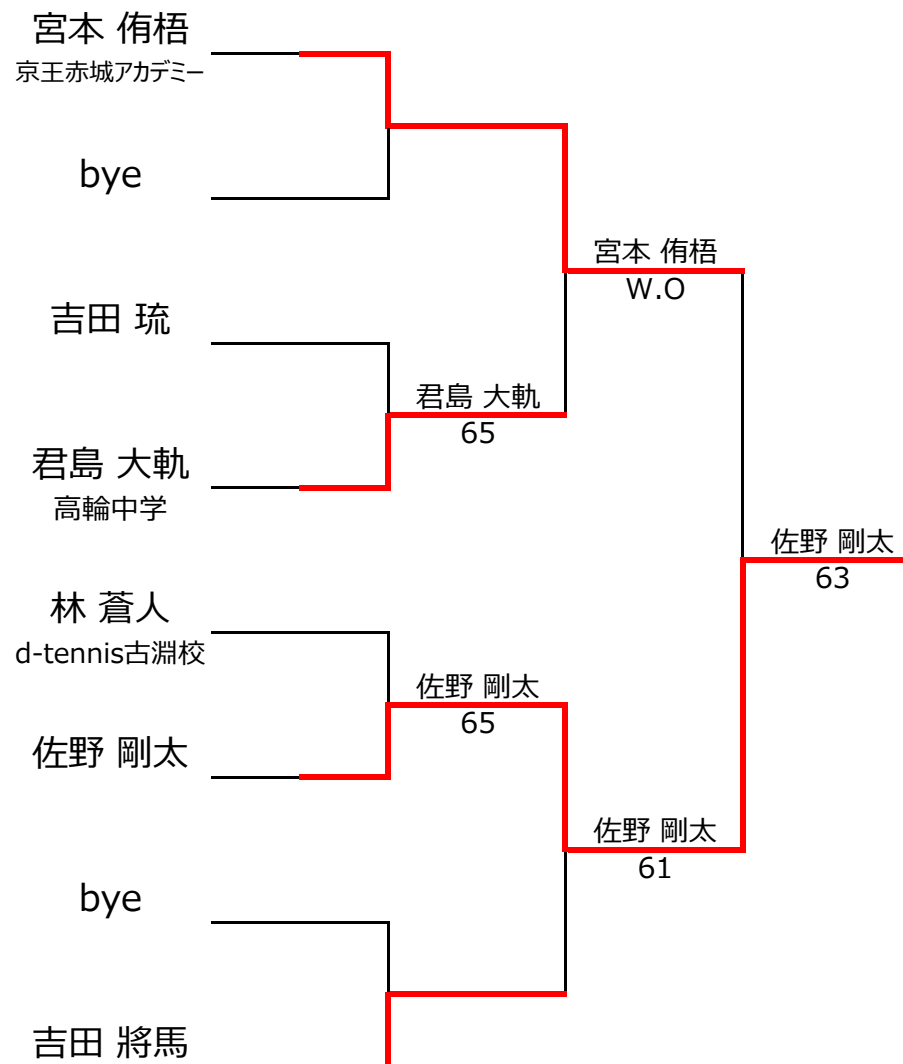 宮本 侑梧
京王赤城アカデミー
bye
宮本 侑梧
W.O
吉田 琉
君島 大軌
65
君島 大軌
高輪中学
佐野 剛太
63
林 蒼人
d-tennis古淵校
佐野 剛太
65
佐野 剛太
佐野 剛太
61
bye
吉田 將馬